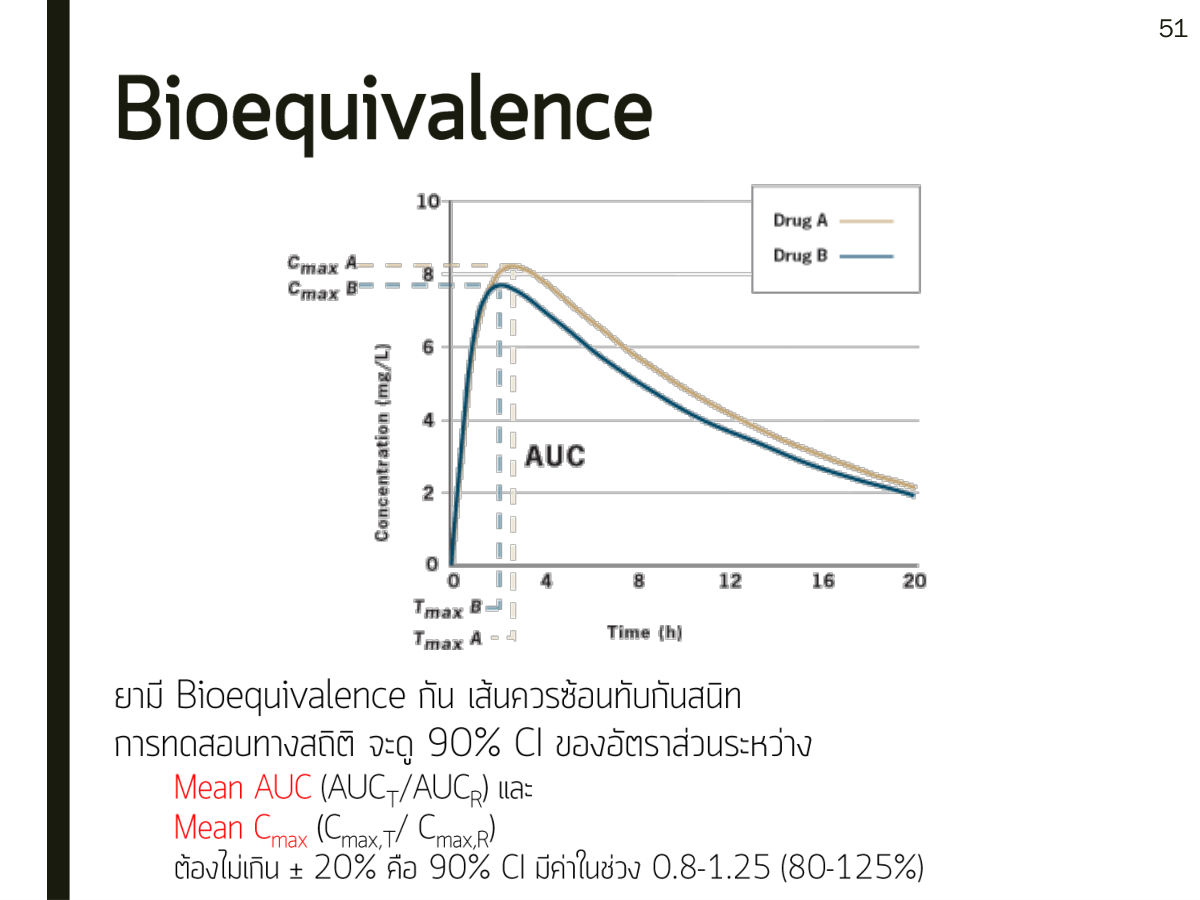 51
Bioequivalence
10
8
6
4
2
0
Concentration (mg/L)
C max A
C max B
Drug A
Drug B
AUC
0 4 8 12 16 20
T max B
T max A
Time (h)
ยามี Bioequivalence กัน เส้นควรซ้อนทับกันสนิท
การทดสอบทางสถิติ จะดู 90% CI ของอัตราส่วนระหว่าง
Mean AUC (AUCT/AUCR) และ
Mean Cmax (Cmax,T/ Cmax,R)
ต้องไม่เกิน ± 20% คือ 90% CI มีค่าในช่วง 0.8-1.25 (80-125%)